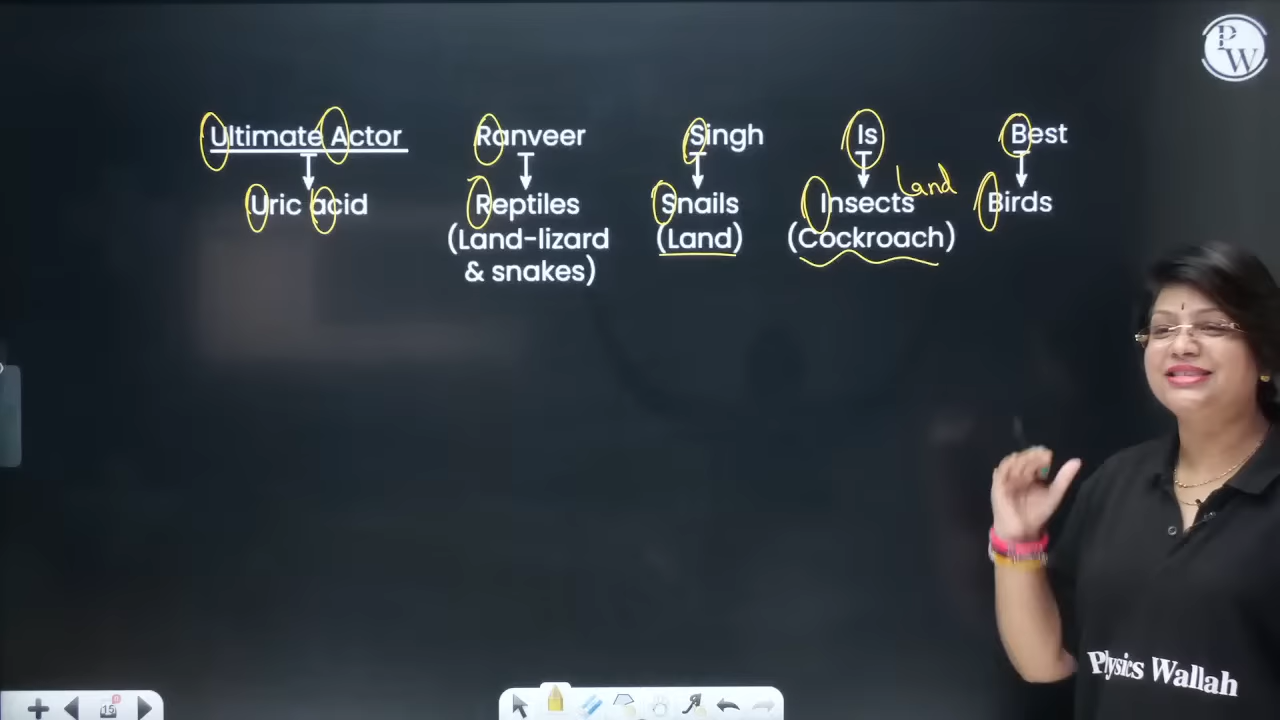 Ultimate Actor Ranveer Singh Is Best
Uric acid Reptiles Snails Insects Land Birds
(Land-lizard (Land) (Cockroach)
& snakes)
PW
Physics Wallah
15